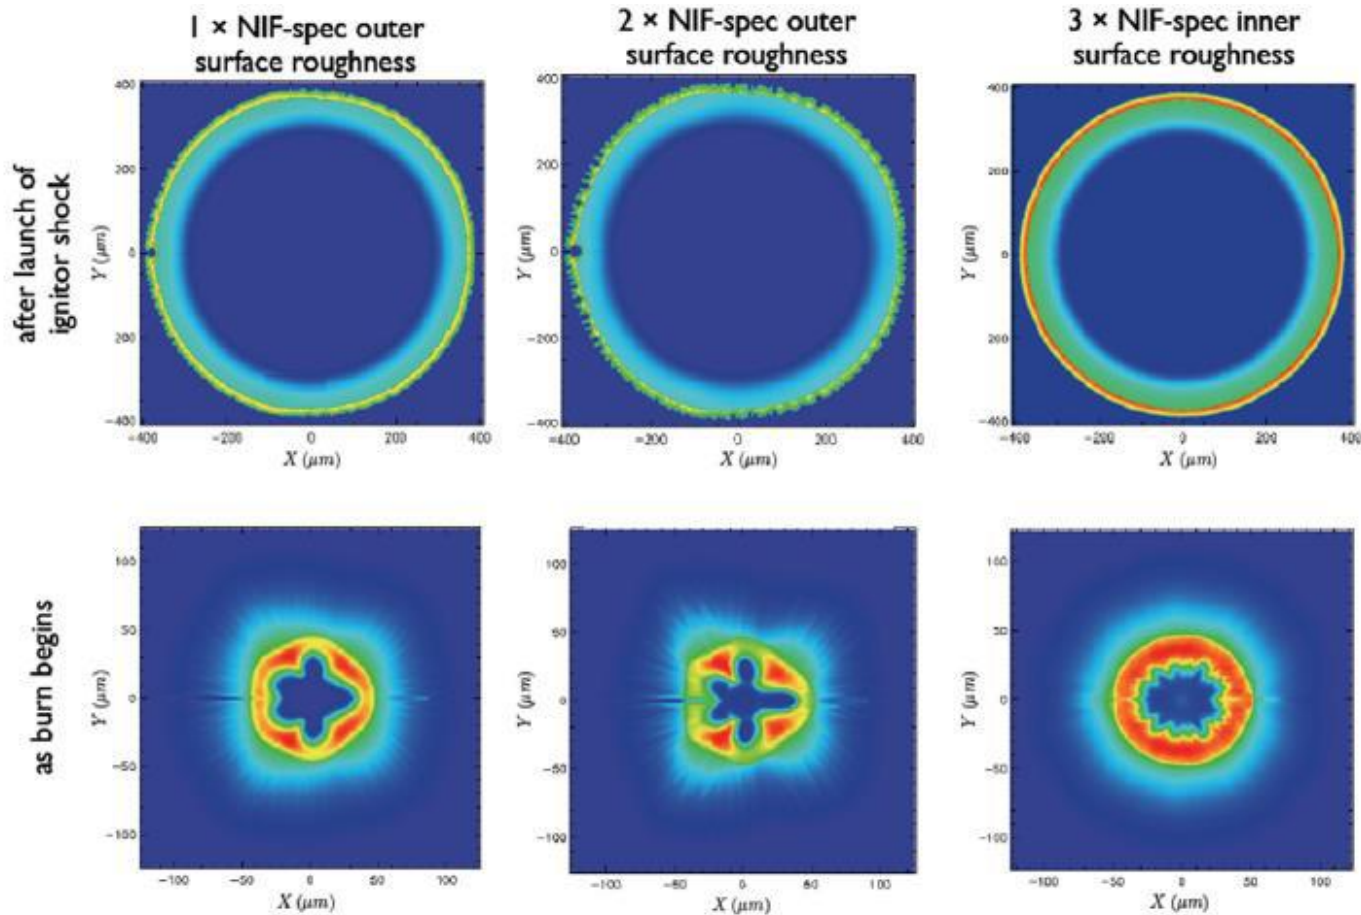 1 × NIF-spec outer
surface roughness
2 × NIF-spec outer
surface roughness
3 × NIF-spec inner
surface roughness
after launch of
ignitor shock
Y (μm)
400
200
0
200
−400
−400 −200 0 200 400
X (μm)
Y (μm)
400
200
0
−200
−400
−400 −200 0 200 400
X (μm)
Y (μm)
400
200
0
−200
−400
−400 −200 0 200 400
X (μm)
as burn begins
Y (μm)
100
50
0
−50
−100
−100 −50 0 50 100
X (μm)
Y (μm)
100
50
0
−50
−100
−100 −50 0 50 100
X (μm)
Y (μm)
100
50
0
−50
−100
−100 −50 0 50 100
X (μm)